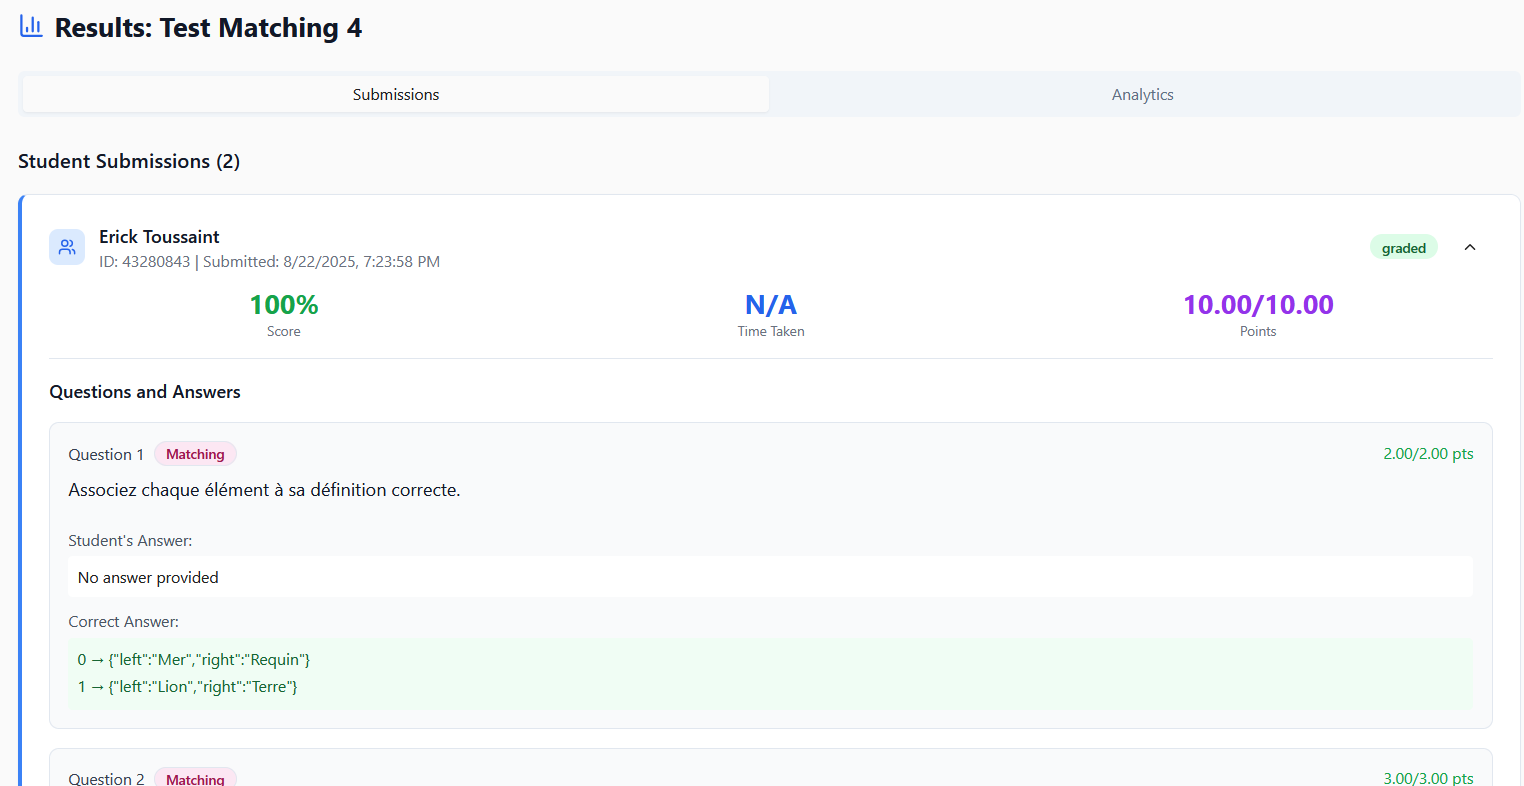 Results: Test Matching 4
Submissions
Analytics
Student Submissions (2)
Erick Toussaint
ID: 43280843 | Submitted: 8/22/2025, 7:23:58 PM
graded
100%
Score
N/A
Time Taken
10.00/10.00
Points
Questions and Answers
Question 1 Matching 2.00/2.00 pts
Associez chaque élément à sa définition correcte.
Student's Answer:
No answer provided
Correct Answer:
0 → {"left":"Mer","right":"Requin"}
1 → {"left":"Lion","right":"Terre"}
Question 2 Matching 3.00/3.00 pts